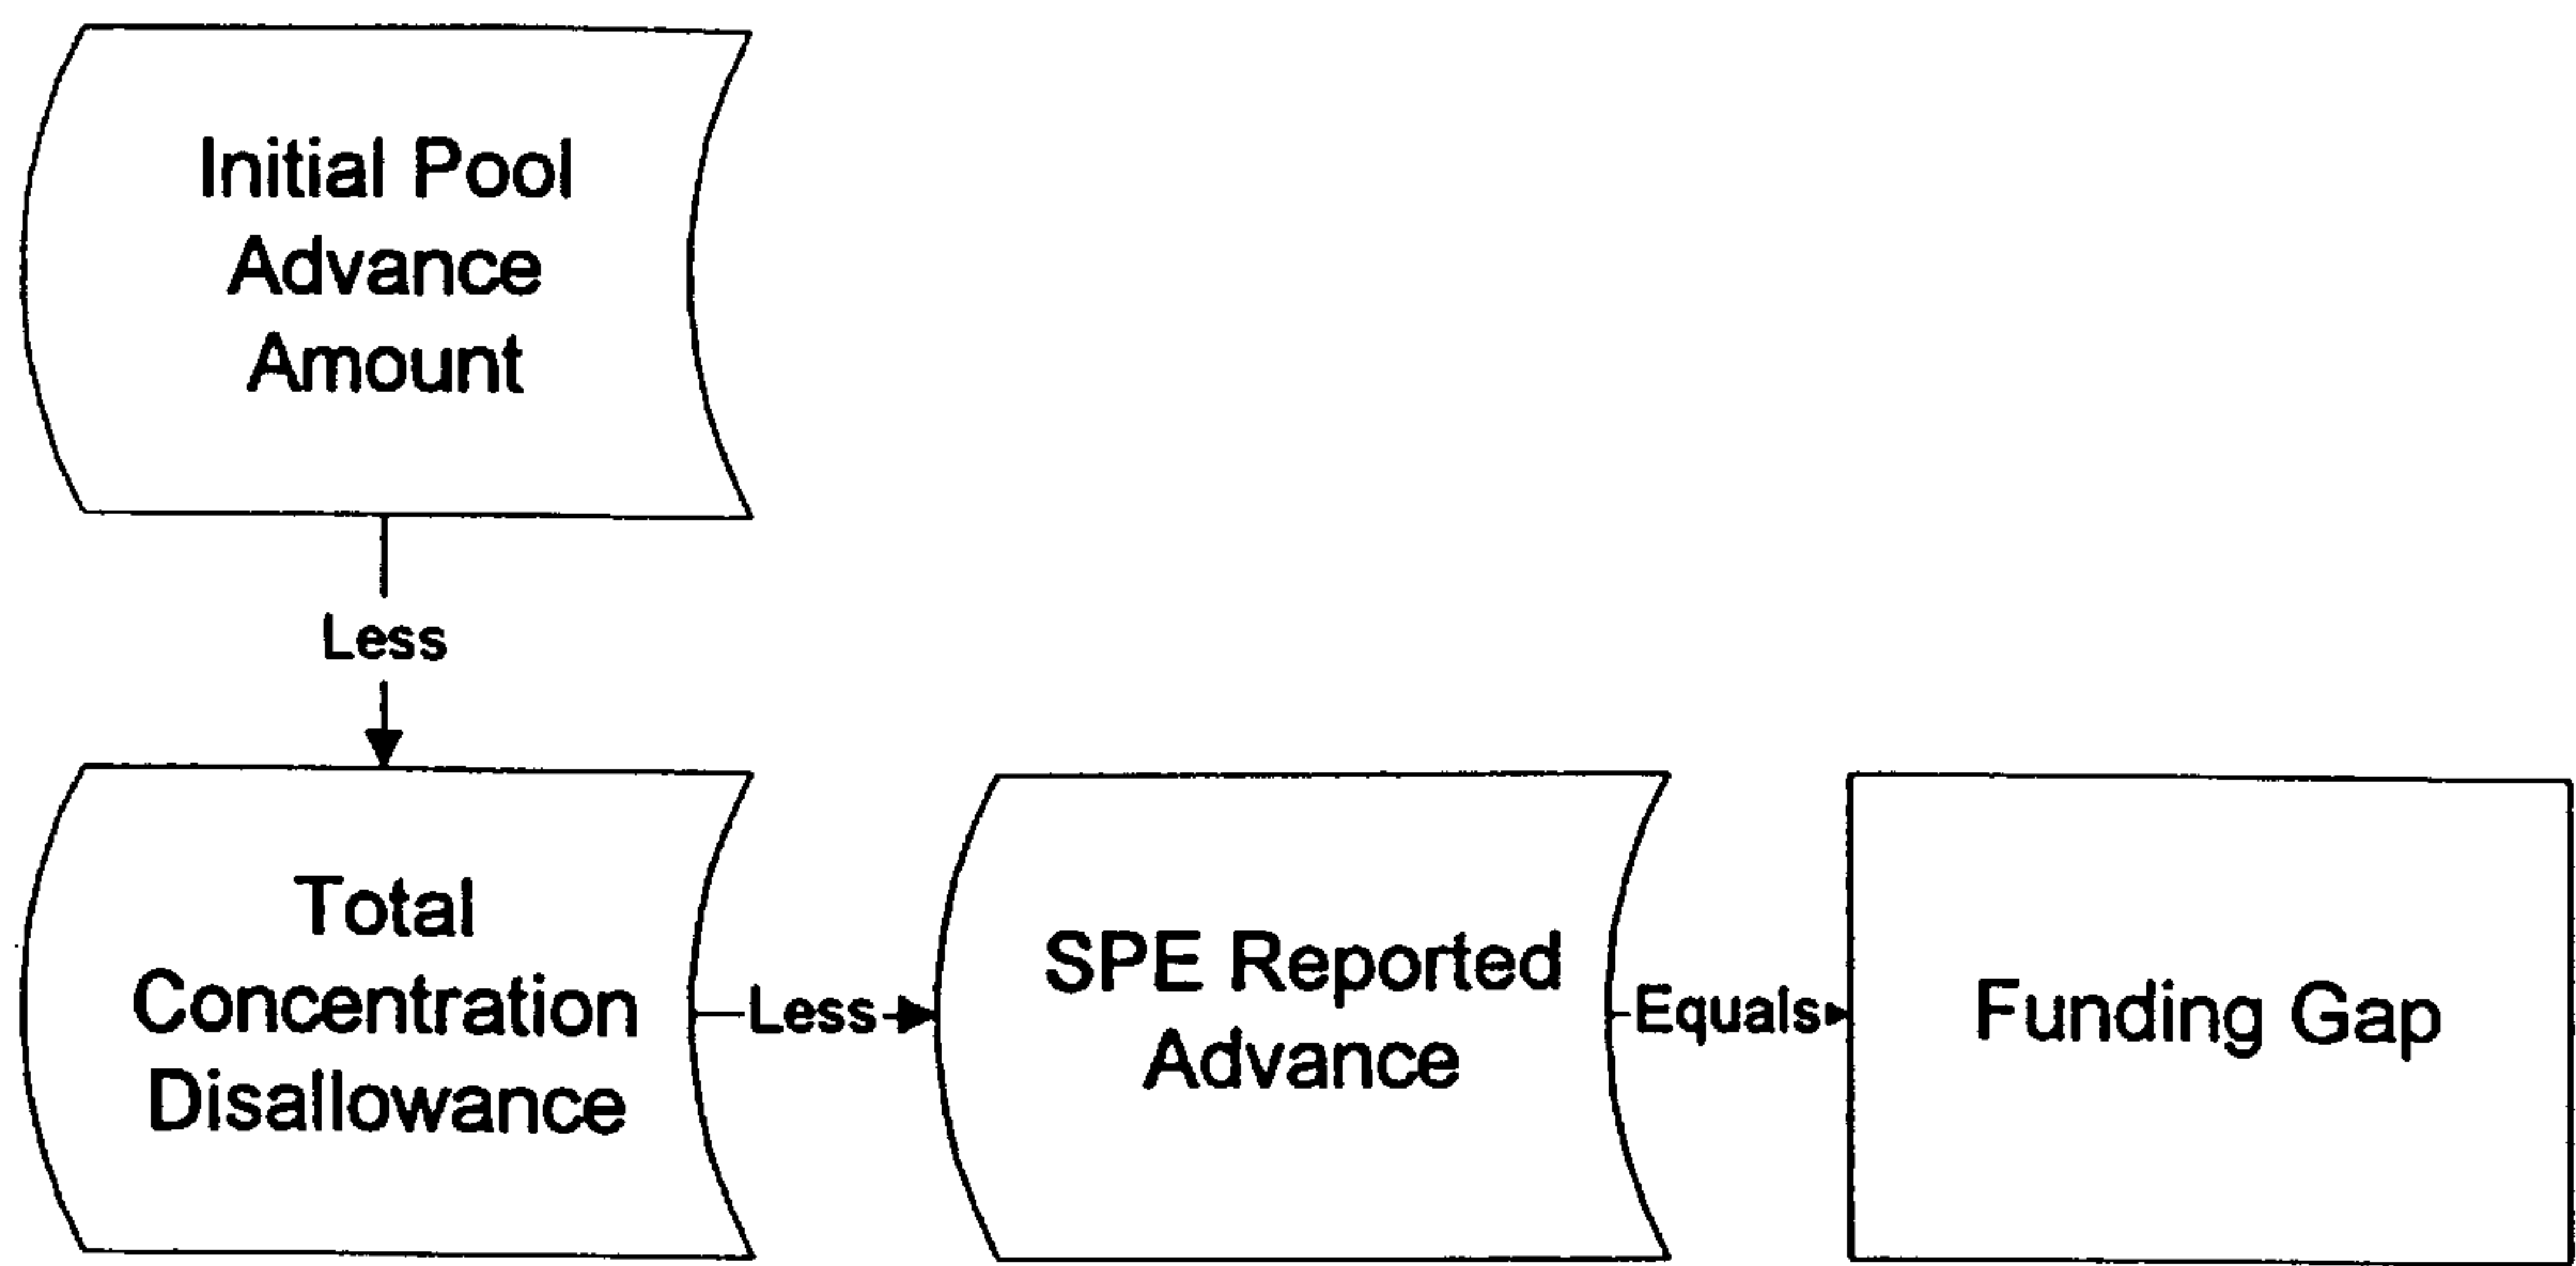 Initial Pool
Advance
Amount
Less
Total
Concentration
Disallowance
Less
SPE Reported
Advance
Equals
Funding Gap